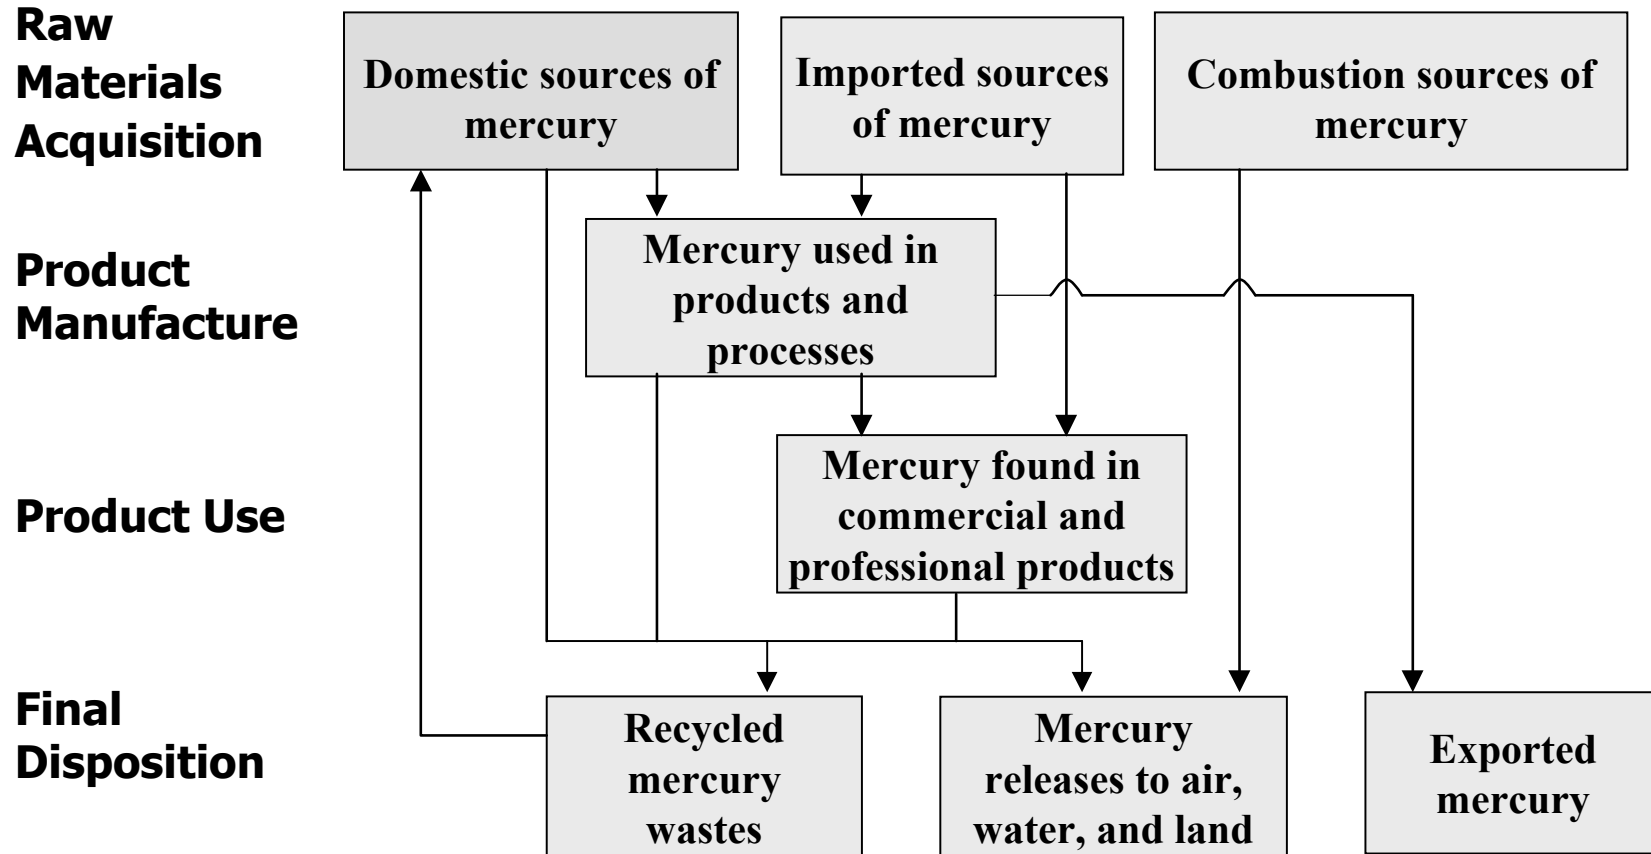 Raw
Materials
Acquisition
Domestic sources of
mercury
Imported sources
of mercury
Combustion sources of
mercury
Product
Manufacture
Mercury used in
products and
processes
Product Use
Mercury found in
commercial and
professional products
Final
Disposition
Recycled
mercury
wastes
Mercury
releases to air,
water, and land
Exported
mercury